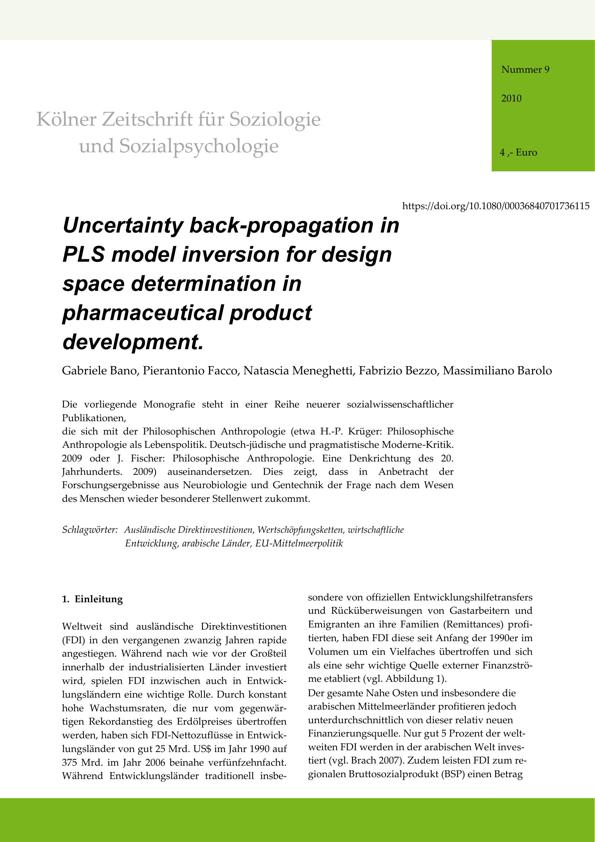 Nummer 9
2010
4 ,- Euro
Kölner Zeitschrift für Soziologie
und Sozialpsychologie
https://doi.org/10.1080/00036840701736115
Uncertainty back-propagation in
PLS model inversion for design
space determination in
pharmaceutical product
development.
Gabriele Bano, Pierantonio Facco, Natascia Meneghetti, Fabrizio Bezzo, Massimiliano Barolo
Die vorliegende Monografie steht in einer Reihe neuerer sozialwissenschaftlicher
Publikationen,
die sich mit der Philosophischen Anthropologie (etwa H.-P. Krüger: Philosophische
Anthropologie als Lebenspolitik. Deutsch-jüdische und pragmatistische Moderne-Kritik.
2009 oder J. Fischer: Philosophische Anthropologie. Eine Denkrichtung des 20.
Jahrhunderts. 2009) auseinandersetzen. Dies zeigt, dass in Anbetracht der
Forschungsergebnisse aus Neurobiologie und Gentechnik der Frage nach dem Wesen
des Menschen wieder besonderer Stellenwert zukommt.
Schlagwörter: Ausländische Direktinvestitionen, Wertschöpfungsketten, wirtschaftliche
Entwicklung, arabische Länder, EU-Mittelmeerpolitik
1. Einleitung
Weltweit sind ausländische Direktinvestitionen
(FDI) in den vergangenen zwanzig Jahren rapide
angestiegen. Während nach wie vor der Großteil
innerhalb der industrialisierten Länder investiert
wird, spielen FDI inzwischen auch in Entwick-
lungsländern eine wichtige Rolle. Durch konstant
hohe Wachstumsraten, die nur vom gegenwär-
tigen Rekordanstieg des Erdölpreises übertroffen
werden, haben sich FDI-Nettozuflüsse in Entwick-
lungsländer von gut 25 Mrd. US$ im Jahr 1990 auf
375 Mrd. im Jahr 2006 beinahe verfünfzehnfacht.
Während Entwicklungsländer traditionell insbe-
sondere von offiziellen Entwicklungshilfetransfers
und Rücküberweisungen von Gastarbeitern und
Emigranten an ihre Familien (Remittances) profi-
tierten, haben FDI diese seit Anfang der 1990er im
Volumen um ein Vielfaches übertroffen und sich
als eine sehr wichtige Quelle externer Finanzströ-
me etabliert (vgl. Abbildung 1).
Der gesamte Nahe Osten und insbesondere die
arabischen Mittelmeerländer profitieren jedoch
unterdurchschnittlich von dieser relativ neuen
Finanzierungsquelle. Nur gut 5 Prozent der welt-
weiten FDI werden in der arabischen Welt inves-
tiert (vgl. Brach 2007). Zudem leisten FDI zum re-
gionalen Bruttosozialprodukt (BSP) einen Betrag